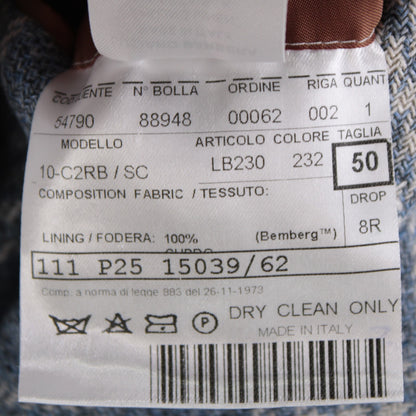 N° BOLLA ORDINE RIGA QUANT
54790 88948 00062 002 1
MODELLO ARTICOLO COLORE TAGLIA
10-C2RB / SC LB230 232 50
COMPOSITION FABRIC / TESSUTO:
DROP
8R
LINING / FODERA: 100% (Bemberg™)
111 P25 15039/62
Comp. a norma di legge 883 del 26-11-1973
P DRY CLEAN ONLY
MADE IN ITALY